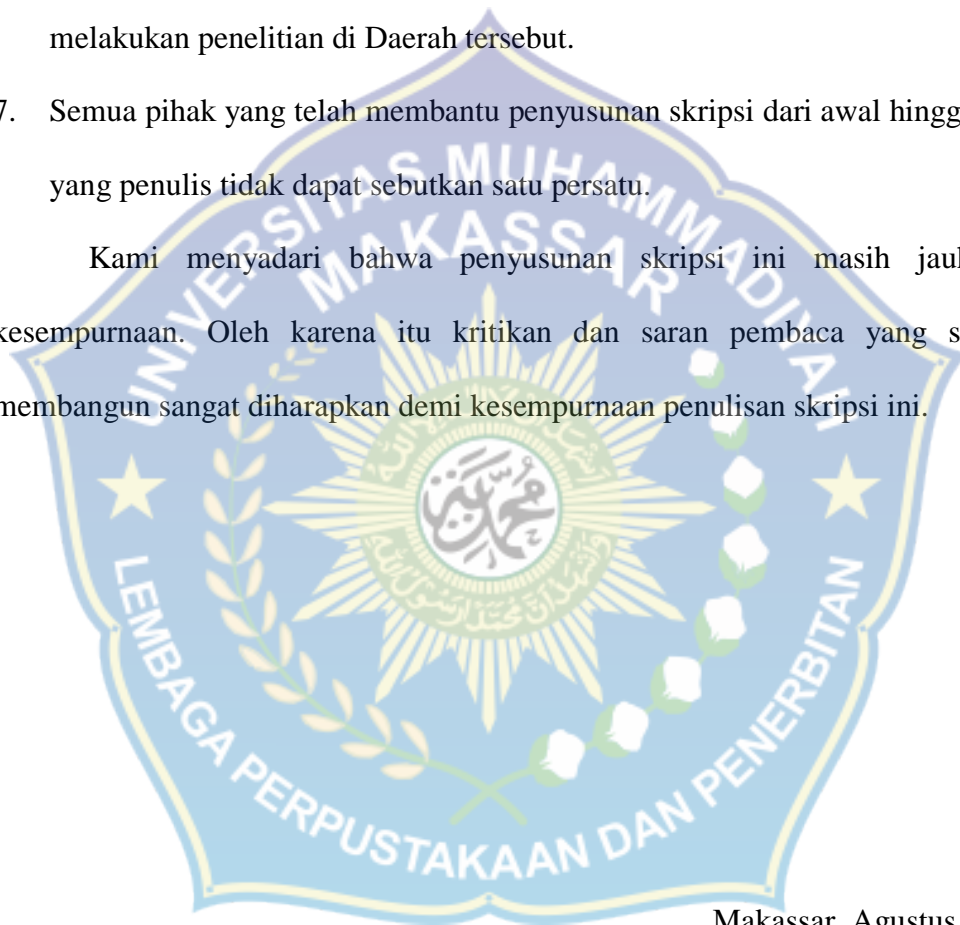 melakukan penelitian di Daerah tersebut.
7. Semua pihak yang telah membantu penyusunan skripsi dari awal hingg
yang penulis tidak dapat sebutkan satu persatu.
Kami menyadari bahwa penyusunan skripsi ini masih jauh
kesempurnaan. Oleh karena itu kritikan dan saran pembaca yang s
membangun sangat diharapkan demi kesempurnaan penulisan skripsi ini.
Makassar, Agustus
UNIVERSITAS MUHAMMADIYAH
MAKASSAR
LEMBAGA PERPUSTAKAAN DAN PENERBITAN